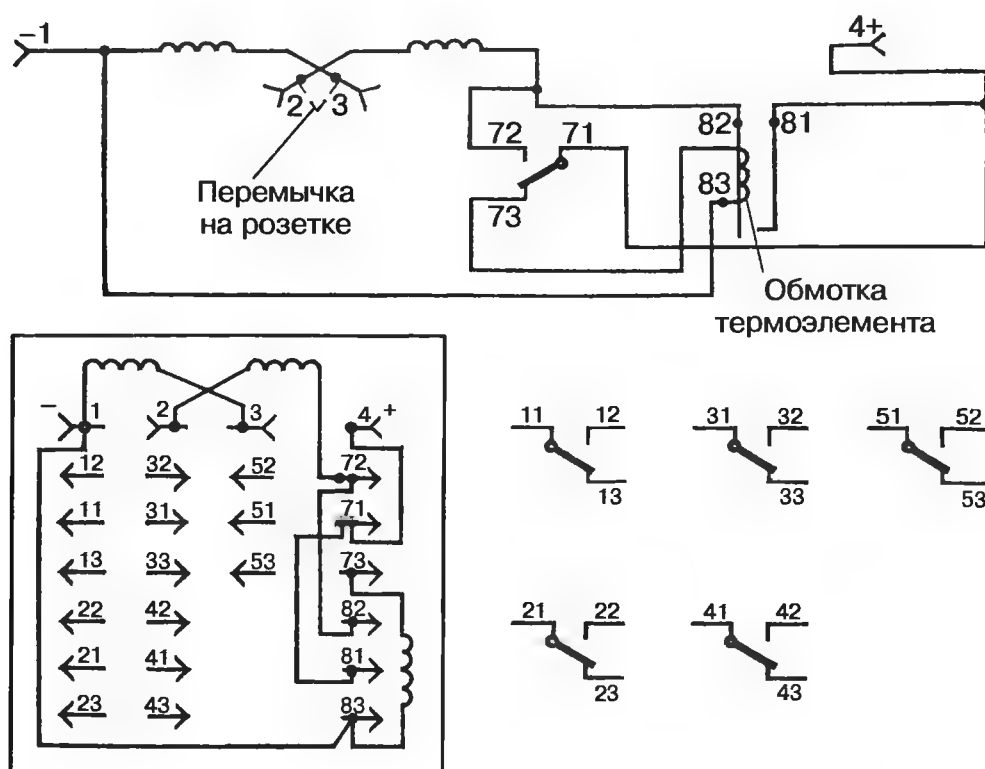 -1
4+
2 3
72 71 82 81
83
73
Перемычка
на розетке
Обмотка
термоэлемента
− 1 2 3 4 +
12 32 52 72
11 31 51 71
13 33 53 73
22 42 82
21 41 81
23 43 83
11 12 31 32 51 52
13 33 53
21 22 41 42
23 43